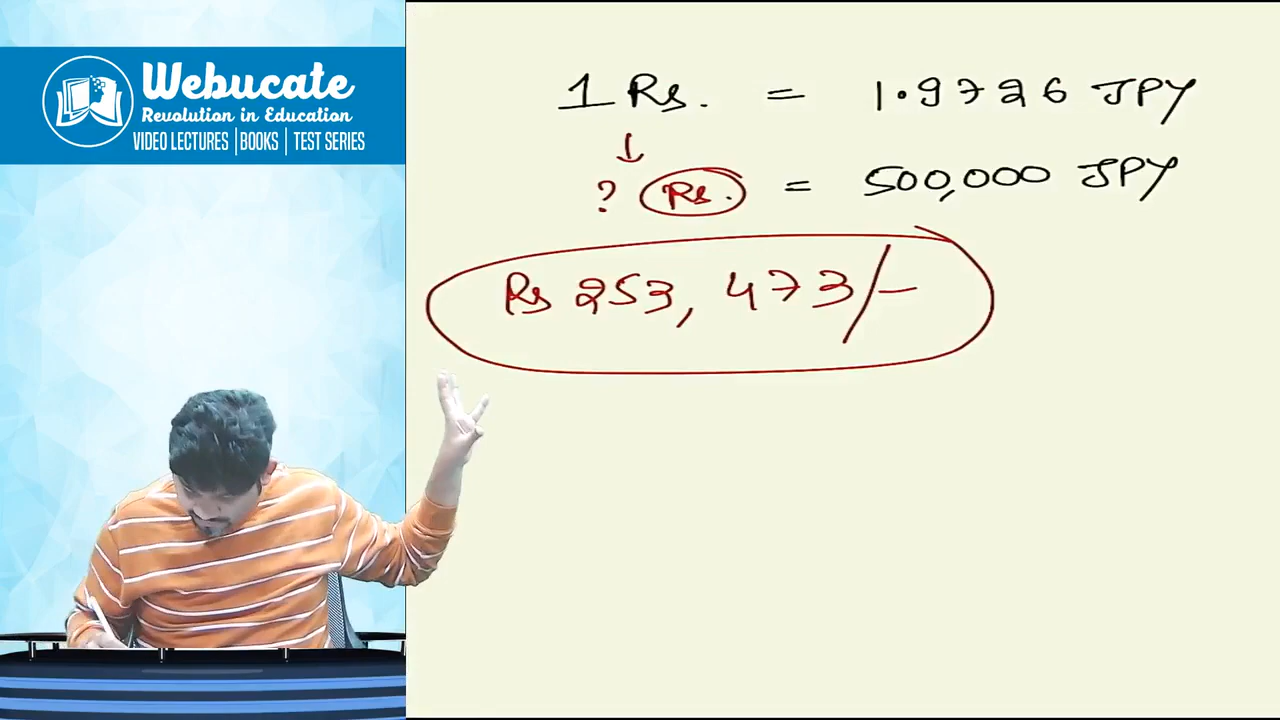 Webucate
Revolution in Education
VIDEO LECTURES | BOOKS | TEST SERIES
1 Rs. = 1.9726 JPY
↓
? Rs. = 500,000 JPY
Rs 253, 473/-